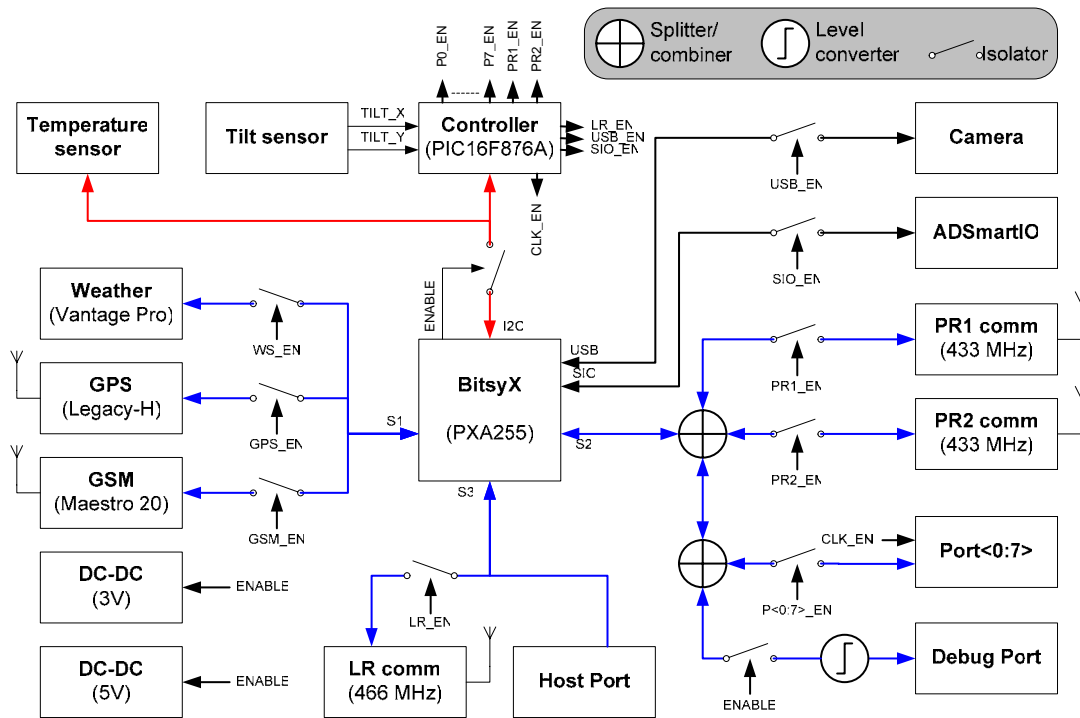 P0_EN
P7_EN
PR1_EN
PR2_EN
Splitter/
combiner
Level
converter
Isolator
Temperature
sensor
Tilt sensor
TILT_X
TILT_Y
Controller
(PIC16F876A)
LR_EN
USB_EN
SIO_EN
CLK_EN
USB_EN
Camera
SIO_EN
ADSmartIO
ENABLE
I2C
Weather
(Vantage Pro)
WS_EN
GPS
(Legacy-H)
GPS_EN
GSM
(Maestro 20)
GSM_EN
BitsyX
(PXA255)
USB
SIO
S1
S2
S3
PR1_EN
PR1 comm
(433 MHz)
PR2_EN
PR2 comm
(433 MHz)
CLK_EN
Port<0:7>
P<0:7>_EN
DC-DC
(3V)
ENABLE
DC-DC
(5V)
ENABLE
LR_EN
LR comm
(466 MHz)
Host Port
ENABLE
Debug Port